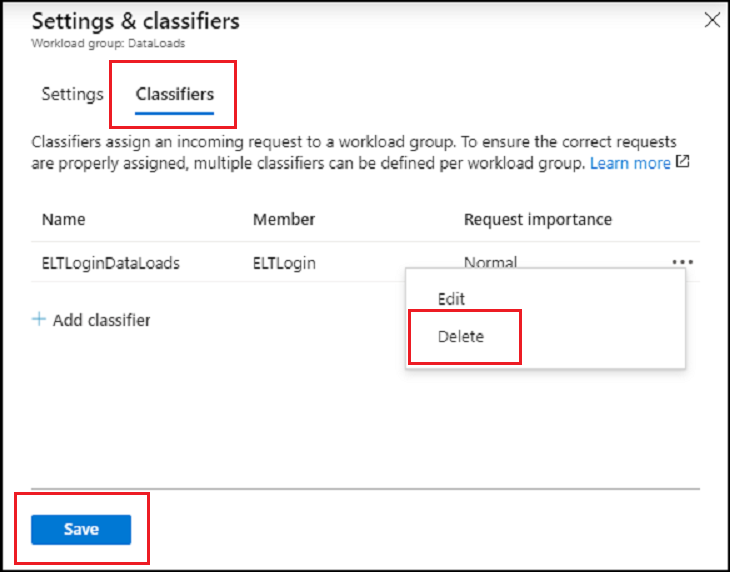 Settings & classifiers
Workload group: DataLoads
Settings Classifiers
Classifiers assign an incoming request to a workload group. To ensure the correct requests
are properly assigned, multiple classifiers can be defined per workload group. Learn more
Name Member Request importance
ELTLoginDataLoads ELTLogin Normal
Edit
+ Add classifier
Delete
Save